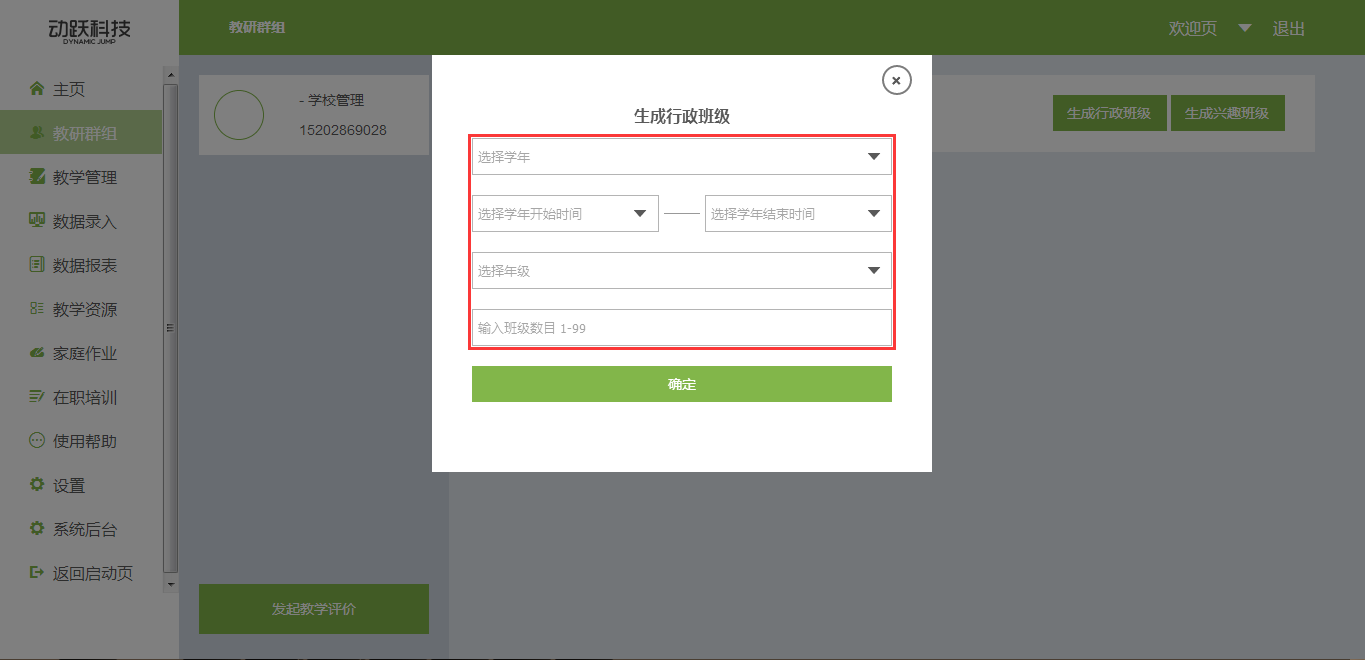 动跃科技
DYNAMIC JUMP
教研群组
欢迎页
退出
主页
教研群组
教学管理
数据录入
数据报表
教学资源
家庭作业
在职培训
使用帮助
设置
系统后台
返回启动页
- 学校管理
15202869028
发起教学评价
生成行政班级
生成兴趣班级
生成行政班级
选择学年
选择学年开始时间
选择学年结束时间
选择年级
输入班级数目 1-99
确定